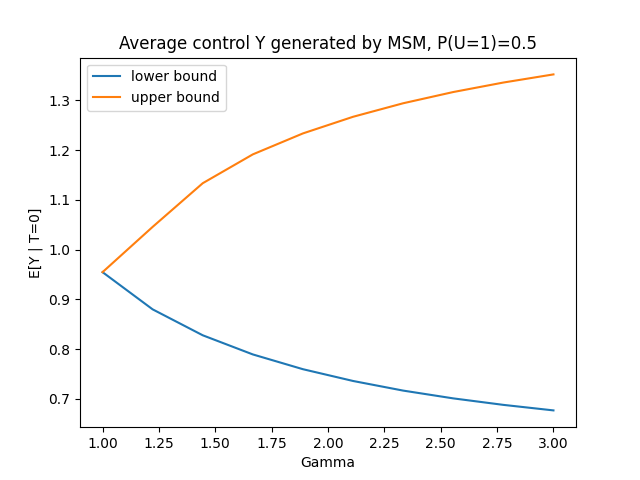 Average control Y generated by MSM, P(U=1)=0.5
lower bound
upper bound
E[Y | T=0]
1.3
1.2
1.1
1.0
0.9
0.8
0.7
1.00 1.25 1.50 1.75 2.00 2.25 2.50 2.75 3.00
Gamma